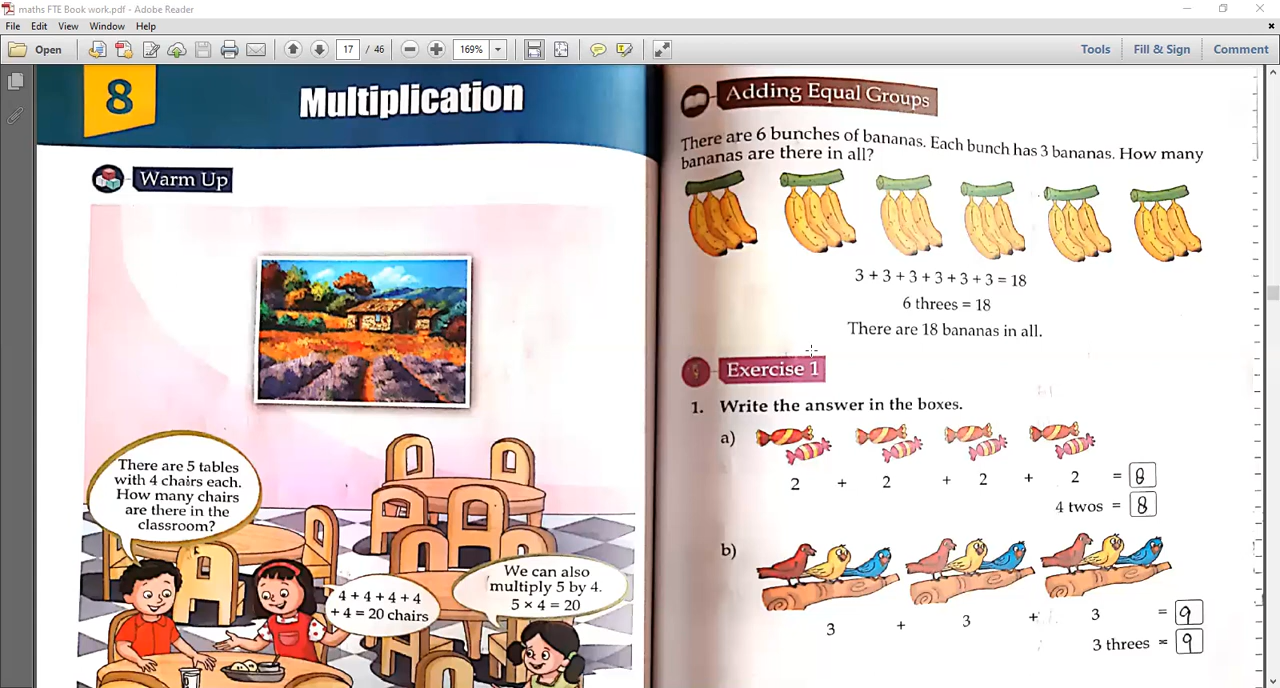 maths FTE Book work.pdf - Adobe Reader
File Edit View Window Help
Open 17 / 46 169% Tools Fill & Sign Comment
8 Multiplication
Warm Up
There are 5 tables
with 4 chairs each.
How many chairs
are there in the
classroom?
4 + 4 + 4 + 4
+ 4 = 20 chairs
We can also
multiply 5 by 4.
5 × 4 = 20
Adding Equal Groups
There are 6 bunches of bananas. Each bunch has 3 bananas. How many
bananas are there in all?
3 + 3 + 3 + 3 + 3 + 3 = 18
6 threes = 18
There are 18 bananas in all.
Exercise 1
1. Write the answer in the boxes.
a)
2 + 2 + 2 + 2 = 8
4 twos = 8
b)
3 + 3 + 3 = 9
3 threes = 9